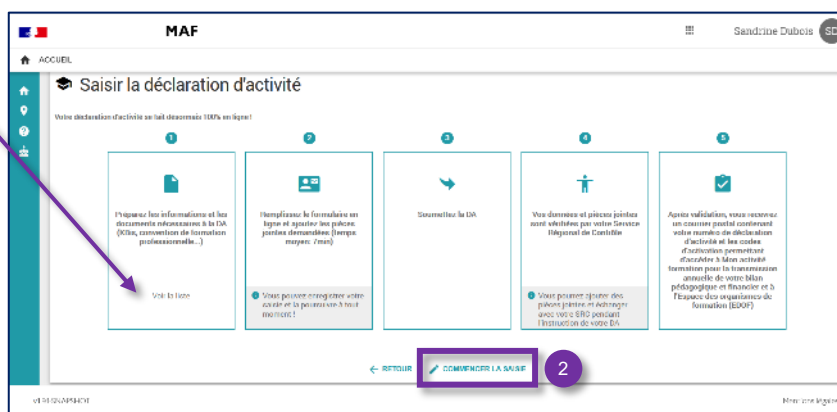 MAF
Sandrine Dubois
SD
ACCUEIL
Saisir la déclaration d'activité
Votre déclaration d'activité se fait désormais 100% en ligne!
1
2
3
4
5
Préparez les informations et les
documents nécessaires à la DA
(KBis, convention de formation
professionnelle...)
Voir la liste
Remplissez le formulaire en
ligne et ajoutez les pièces
jointes demandées (temps
moyen: 7min)
Vous pouvez enregistrer votre
saisie et la poursuivre à tout
moment !
Soumettez la DA
Vos données et pièces jointes
sont vérifiées par votre Service
Régional de Contrôle
Vous pourrez ajouter des
pièces jointes et échanger
avec votre SRC pendant
l'instruction de votre DA
Après validation, vous recevrez
un courrier postal contenant
votre numéro de déclaration
d'activité et les codes
d'activation permettant
d'accéder à Mon activité
formation pour la transmission
annuelle de votre bilan
pédagogique et financier et à
l'Espace des organismes de
formation (EDOF)
RETOUR
COMMENCER LA SAISIE
2
Mentions légales